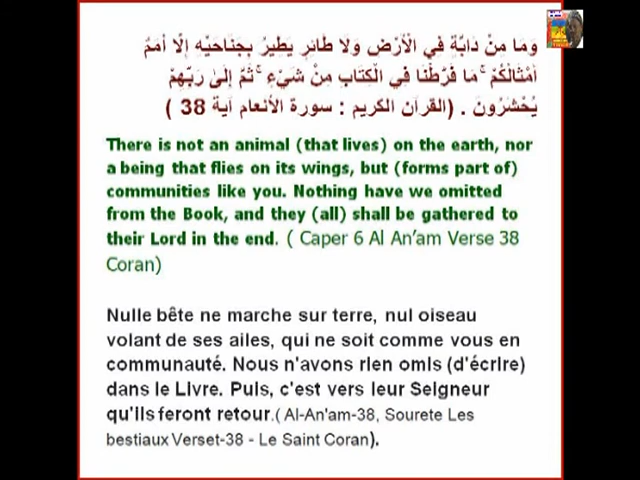 وَمَا مِنْ دَابَّةٍ فِي الْأَرْضِ وَلَا طَائِرٍ يَطِيرُ بِجَنَاحَيْهِ إِلَّا أُمَمٌ
أَمْثَالُكُمْ ۚ مَا فَرَّطْنَا فِي الْكِتَابِ مِنْ شَيْءٍ ۚ ثُمَّ إِلَىٰ رَبِّهِمْ
يُحْشَرُونَ . (القرآن الكريم : سورة الأنعام آية 38 )
There is not an animal (that lives) on the earth, nor
a being that flies on its wings, but (forms part of)
communities like you. Nothing have we omitted
from the Book, and they (all) shall be gathered to
their Lord in the end. ( Caper 6 Al An’am Verse 38
Coran)
Nulle bête ne marche sur terre, nul oiseau
volant de ses ailes, qui ne soit comme vous en
communauté. Nous n'avons rien omis (d'écrire)
dans le Livre. Puis, c'est vers leur Seigneur
qu'ils feront retour.( Al-An'am-38, Sourete Les
bestiaux Verset-38 - Le Saint Coran).